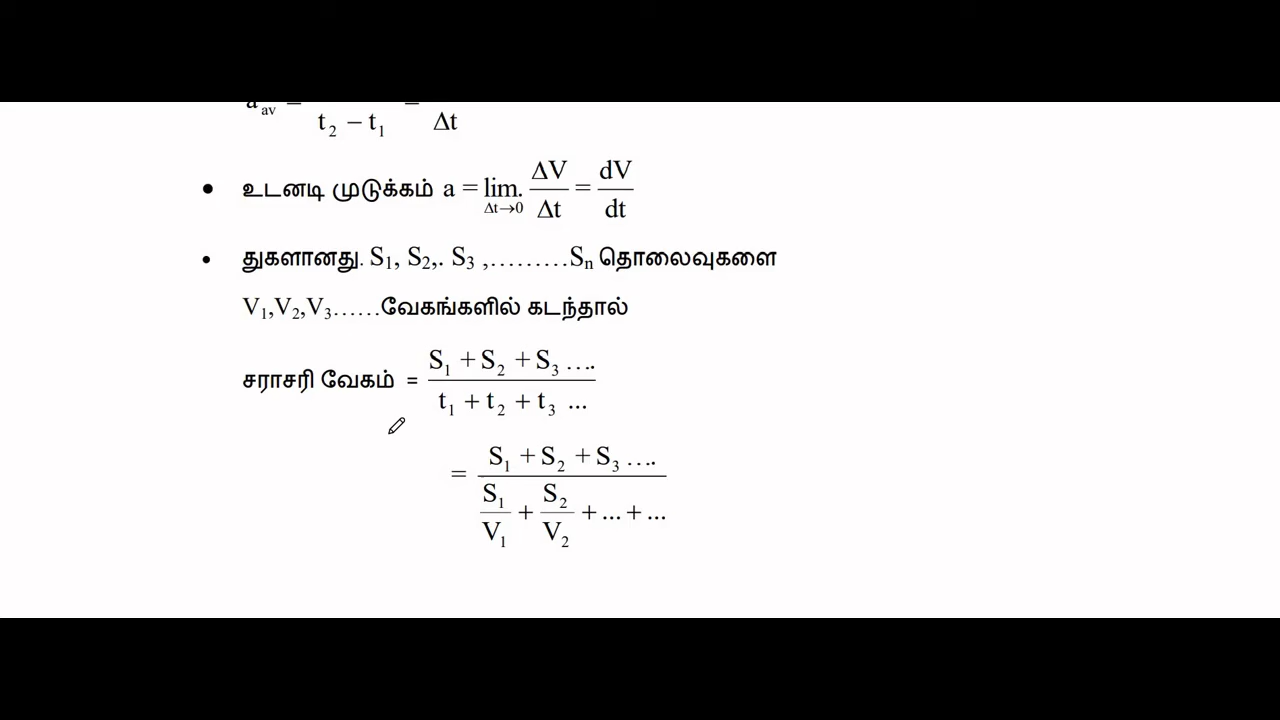 a av = t₂ − t₁ = Δt
• உடனடி முடுக்கம் a = lim. Δt→0 ΔV/Δt = dV/dt
• துகளானது. S₁, S₂,. S₃ ,………Sₙ தொலைவுகளை
V₁,V₂,V₃……வேகங்களில் கடந்தால்
சராசரி வேகம் = S₁ + S₂ + S₃ …. / t₁ + t₂ + t₃ ...
= S₁ + S₂ + S₃ …. / S₁/V₁ + S₂/V₂ + ... + ...